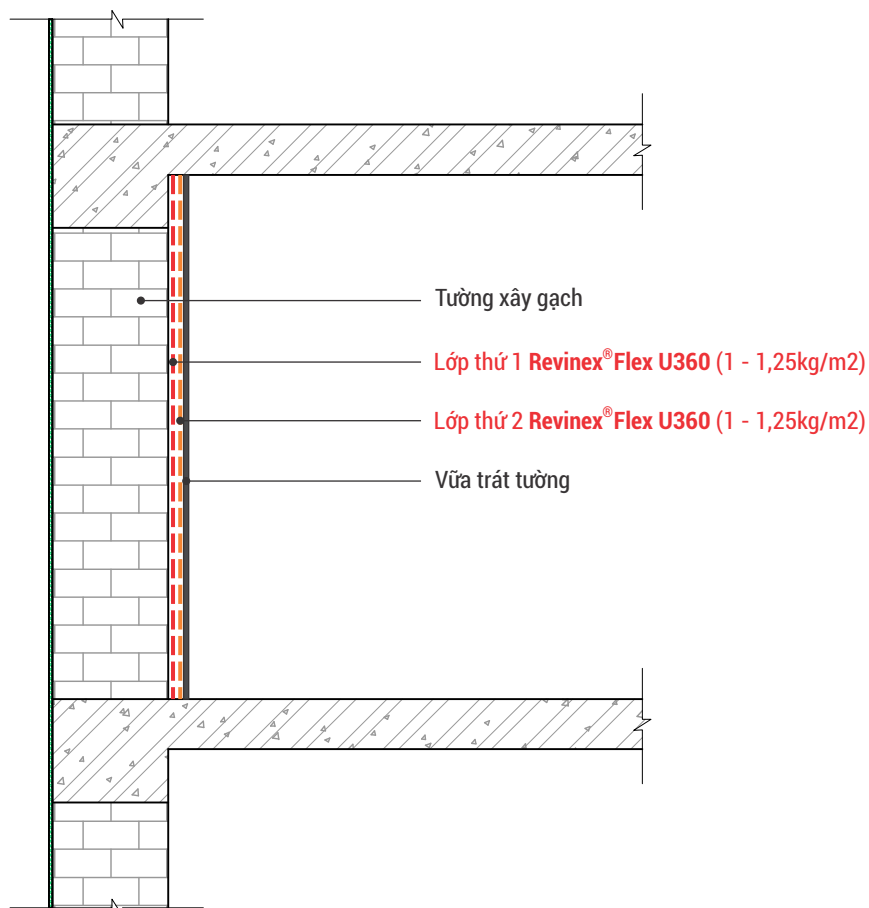 Tường xây gạch
Lớp thứ 1 Revinex®Flex U360 (1 - 1,25kg/m2)
Lớp thứ 2 Revinex®Flex U360 (1 - 1,25kg/m2)
Vữa trát tường